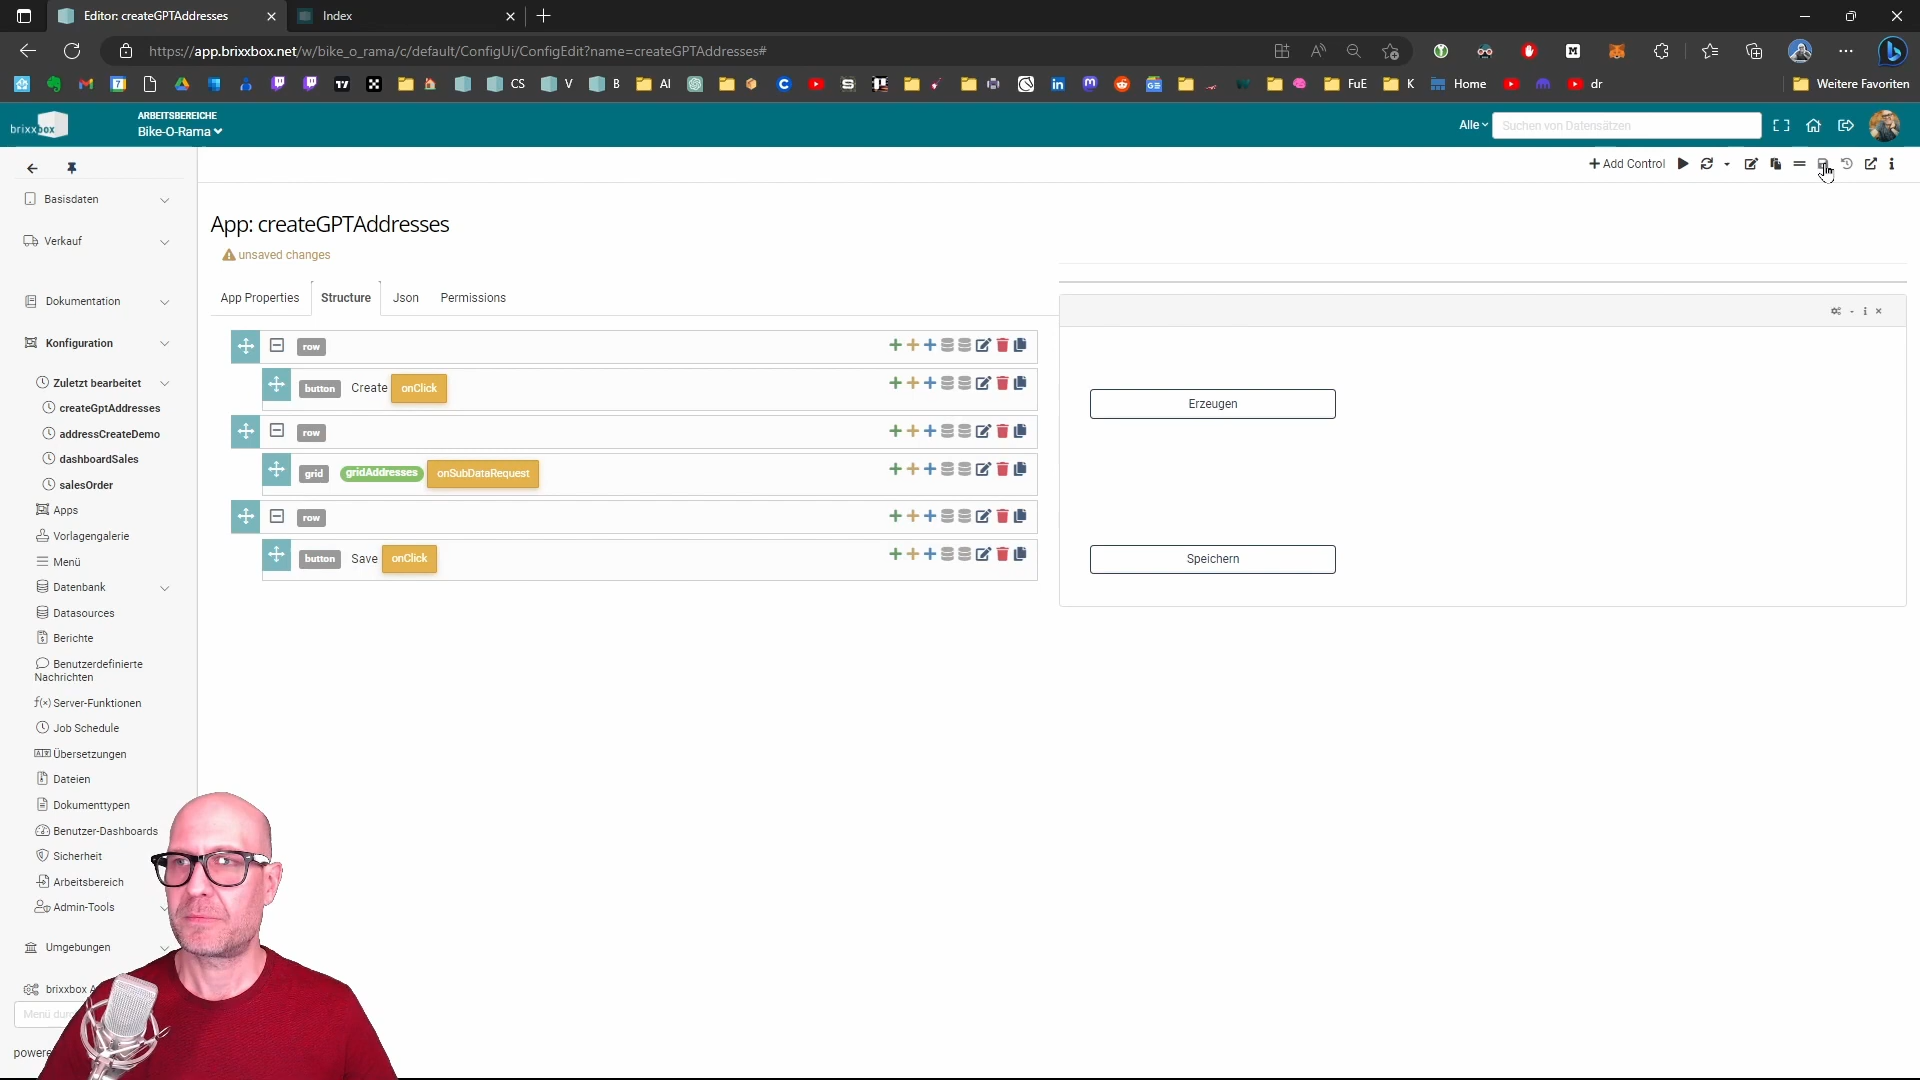 Editor: createGPTAddresses
Index
https://app.brixxbox.net/w/bike_o_rama/c/default/ConfigUi/ConfigEdit?name=createGPTAddresses#
CS
V
B
AI
FuE
K
Home
dr
Weitere Favoriten
brixxbox
ARBEITSBEREICHE
Bike-O-Rama
Alle
Suchen von Datensätzen
Add Control
Basisdaten
Verkauf
Dokumentation
Konfiguration
Zuletzt bearbeitet
createGptAddresses
addressCreateDemo
dashboardSales
salesOrder
Apps
Vorlagengalerie
Menü
Datenbank
Datasources
Berichte
Benutzerdefinierte
Nachrichten
f(x) Server-Funktionen
Job Schedule
Übersetzungen
Dateien
Dokumenttypen
Benutzer-Dashboards
Sicherheit
Arbeitsbereich
Admin-Tools
Umgebungen
brixxbox
Menü
App: createGPTAddresses
unsaved changes
App Properties
Structure
Json
Permissions
row
button Create onClick
row
grid gridAddresses onSubDataRequest
row
button Save onClick
Erzeugen
Speichern